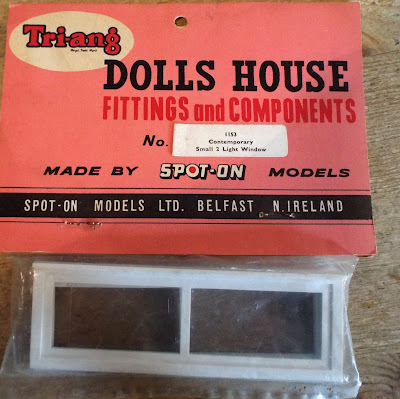 Tri-ang
DOLLS HOUSE
FITTINGS and COMPONENTS
No. 1153
Contemporary
Small 2 Light Window
MADE BY SPOT-ON MODELS
SPOT-ON MODELS LTD. BELFAST N. IRELAND